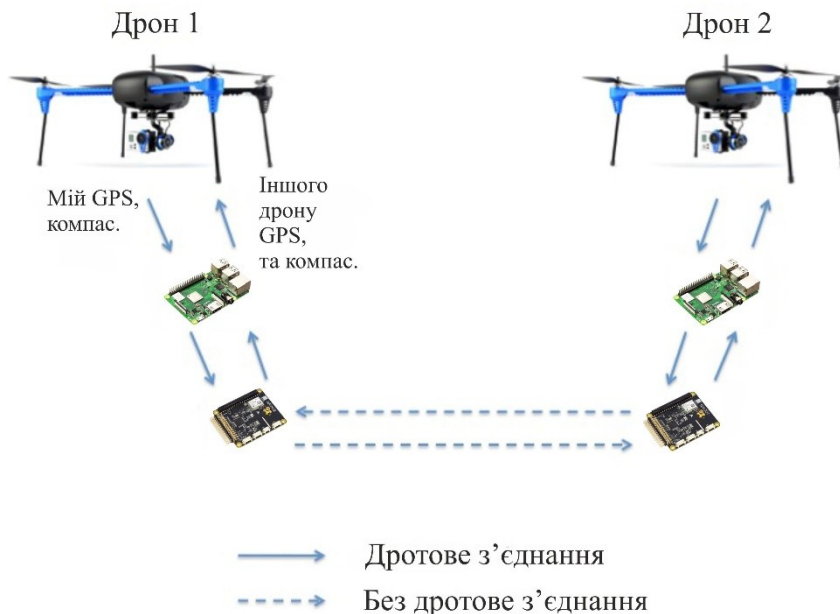 Дрон 1
Дрон 2
Мій GPS,
компас.
Іншого
дрону
GPS,
та компас.
Дротове з’єднання
Без дротове з’єднання